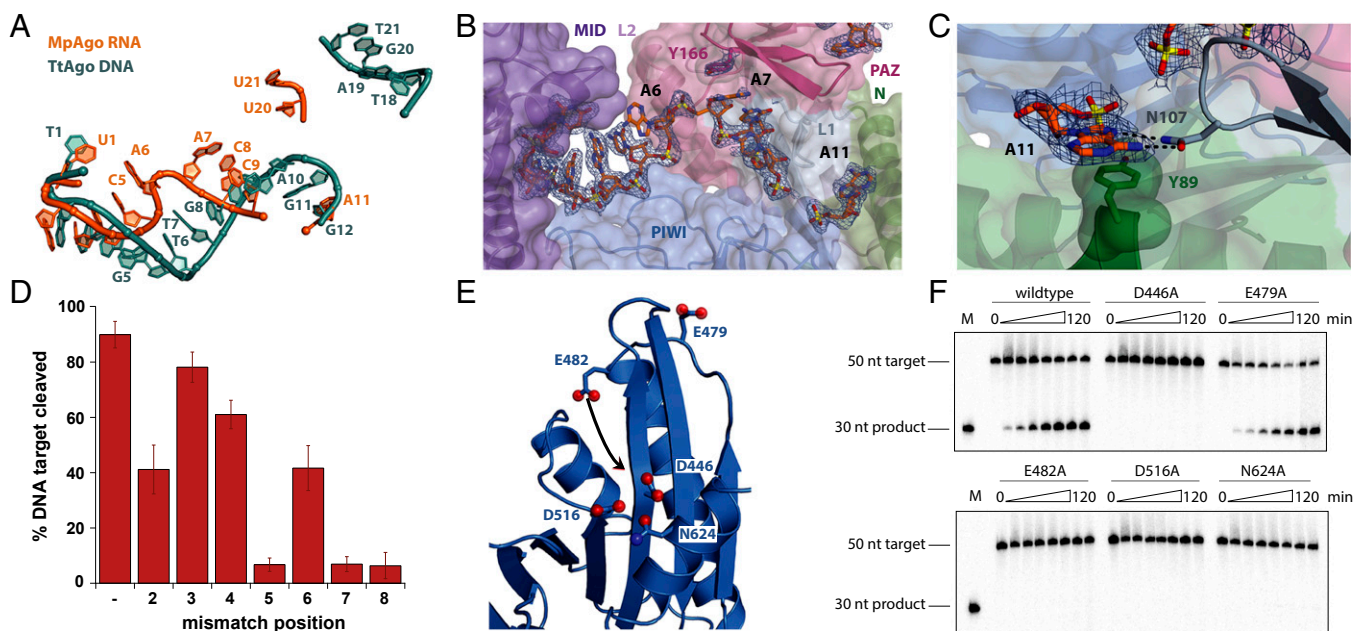 A
MpAgo RNA
TtAgo DNA
T21
G20
A19
T18
U21
U20
T1
U1
A6
A7
C8
C9
C5
A10
G8
G11
A11
G12
T7
T6
G5
B
MID L2
Y166
PAZ
N
A6
A7
L1
A11
PIWI
C
N107
A11
Y89
D
% DNA target cleaved
100
80
60
40
20
0
- 2 3 4 5 6 7 8
mismatch position
E
E479
E482
D446
D516
N624
F
wildtype D446A E479A
M 0 120 0 120 0 120 min
50 nt target
30 nt product
E482A D516A N624A
M 0 120 0 120 0 120 min
50 nt target
30 nt product